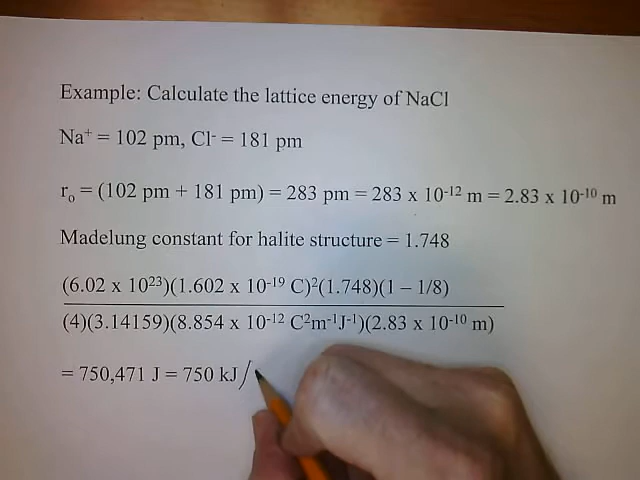 Example: Calculate the lattice energy of NaCl
Na⁺ = 102 pm, Cl⁻ = 181 pm
rₒ = (102 pm + 181 pm) = 283 pm = 283 x 10⁻¹² m = 2.83 x 10⁻¹⁰ m
Madelung constant for halite structure = 1.748
(6.02 x 10²³)(1.602 x 10⁻¹⁹ C)²(1.748)(1 – 1/8)
(4)(3.14159)(8.854 x 10⁻¹² C²m⁻¹J⁻¹)(2.83 x 10⁻¹⁰ m)
= 750,471 J = 750 kJ/